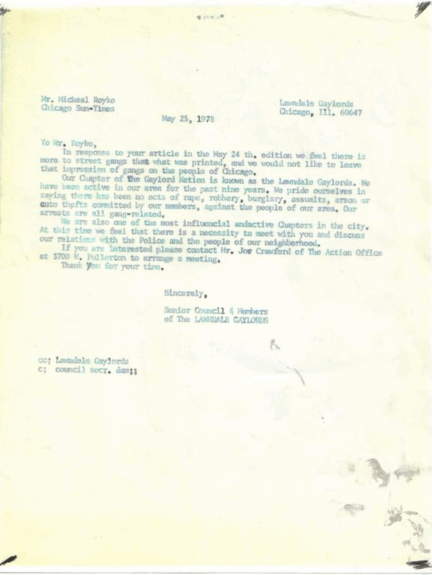 Chicago,
Mr. Micheal Royko
Chicago Sun-Times
Lawndale Gaylords
Chicago, Ill. 60647
May 25, 1978
To Mr. Royko,
In response to your article in the May 24 th. edition we feel there is
more to street gangs that what was printed, and we would not like to leave
that impression of gangs on the people of Chicago.
Our Chapter of The Gaylord Nation is known as the Lawndale Gaylords. We
have been active in our area for the past nine years. We pride ourselves in
saying there has been no acts of rape, robbery, burglary, assualts, arson or
auto thefts committed by our members, against the people of our area. Our
arrests are all gang-related.
We are also one of the most influencial andactive Chapters in the city.
At this time we feel that there is a necessity to meet with you and discuss
our relations with the Police and the people of our neighborhood.
If you are interested please contact Mr. Joe Crawford of The Action Office
at 3700 W. Fullerton to arrange a meeting.
Thank you for your time.
Sincerely,
Senior Council & Members
of The LAWNDALE GAYLORDS
cc; Lawndale Gaylords
c; council secr.